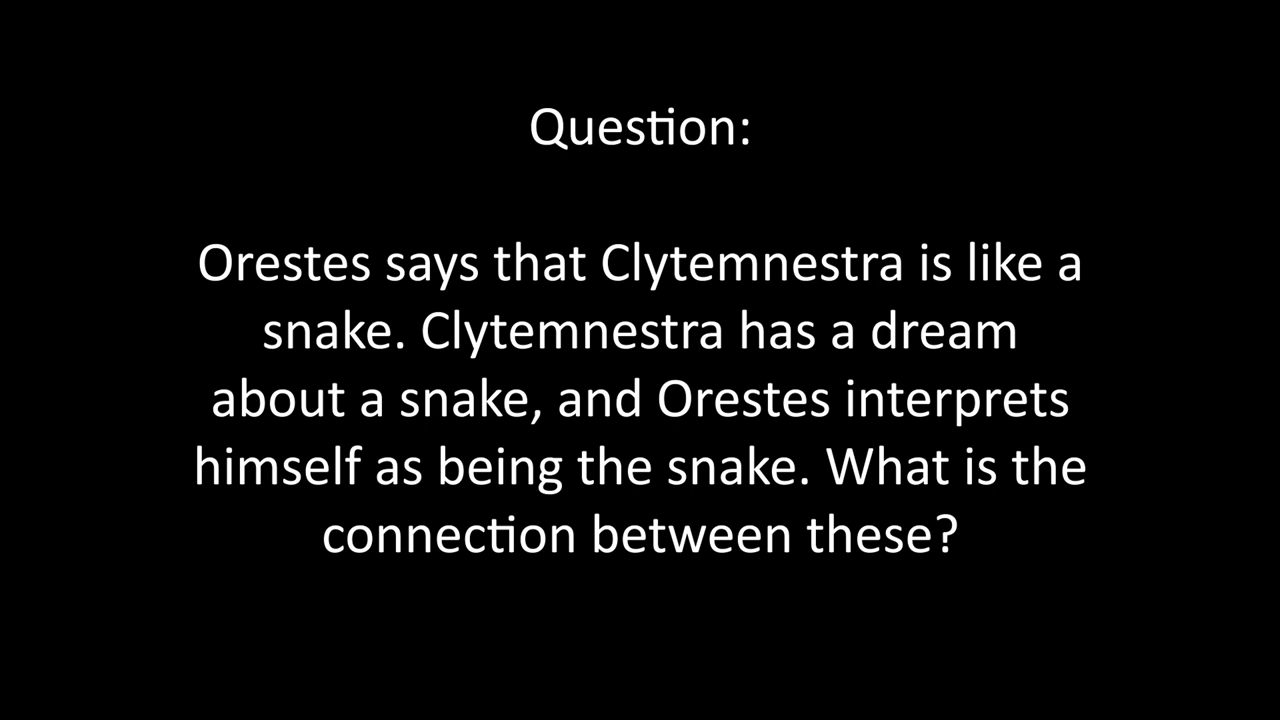 Question:
Orestes says that Clytemnestra is like a
snake. Clytemnestra has a dream
about a snake, and Orestes interprets
himself as being the snake. What is the
connection between these?